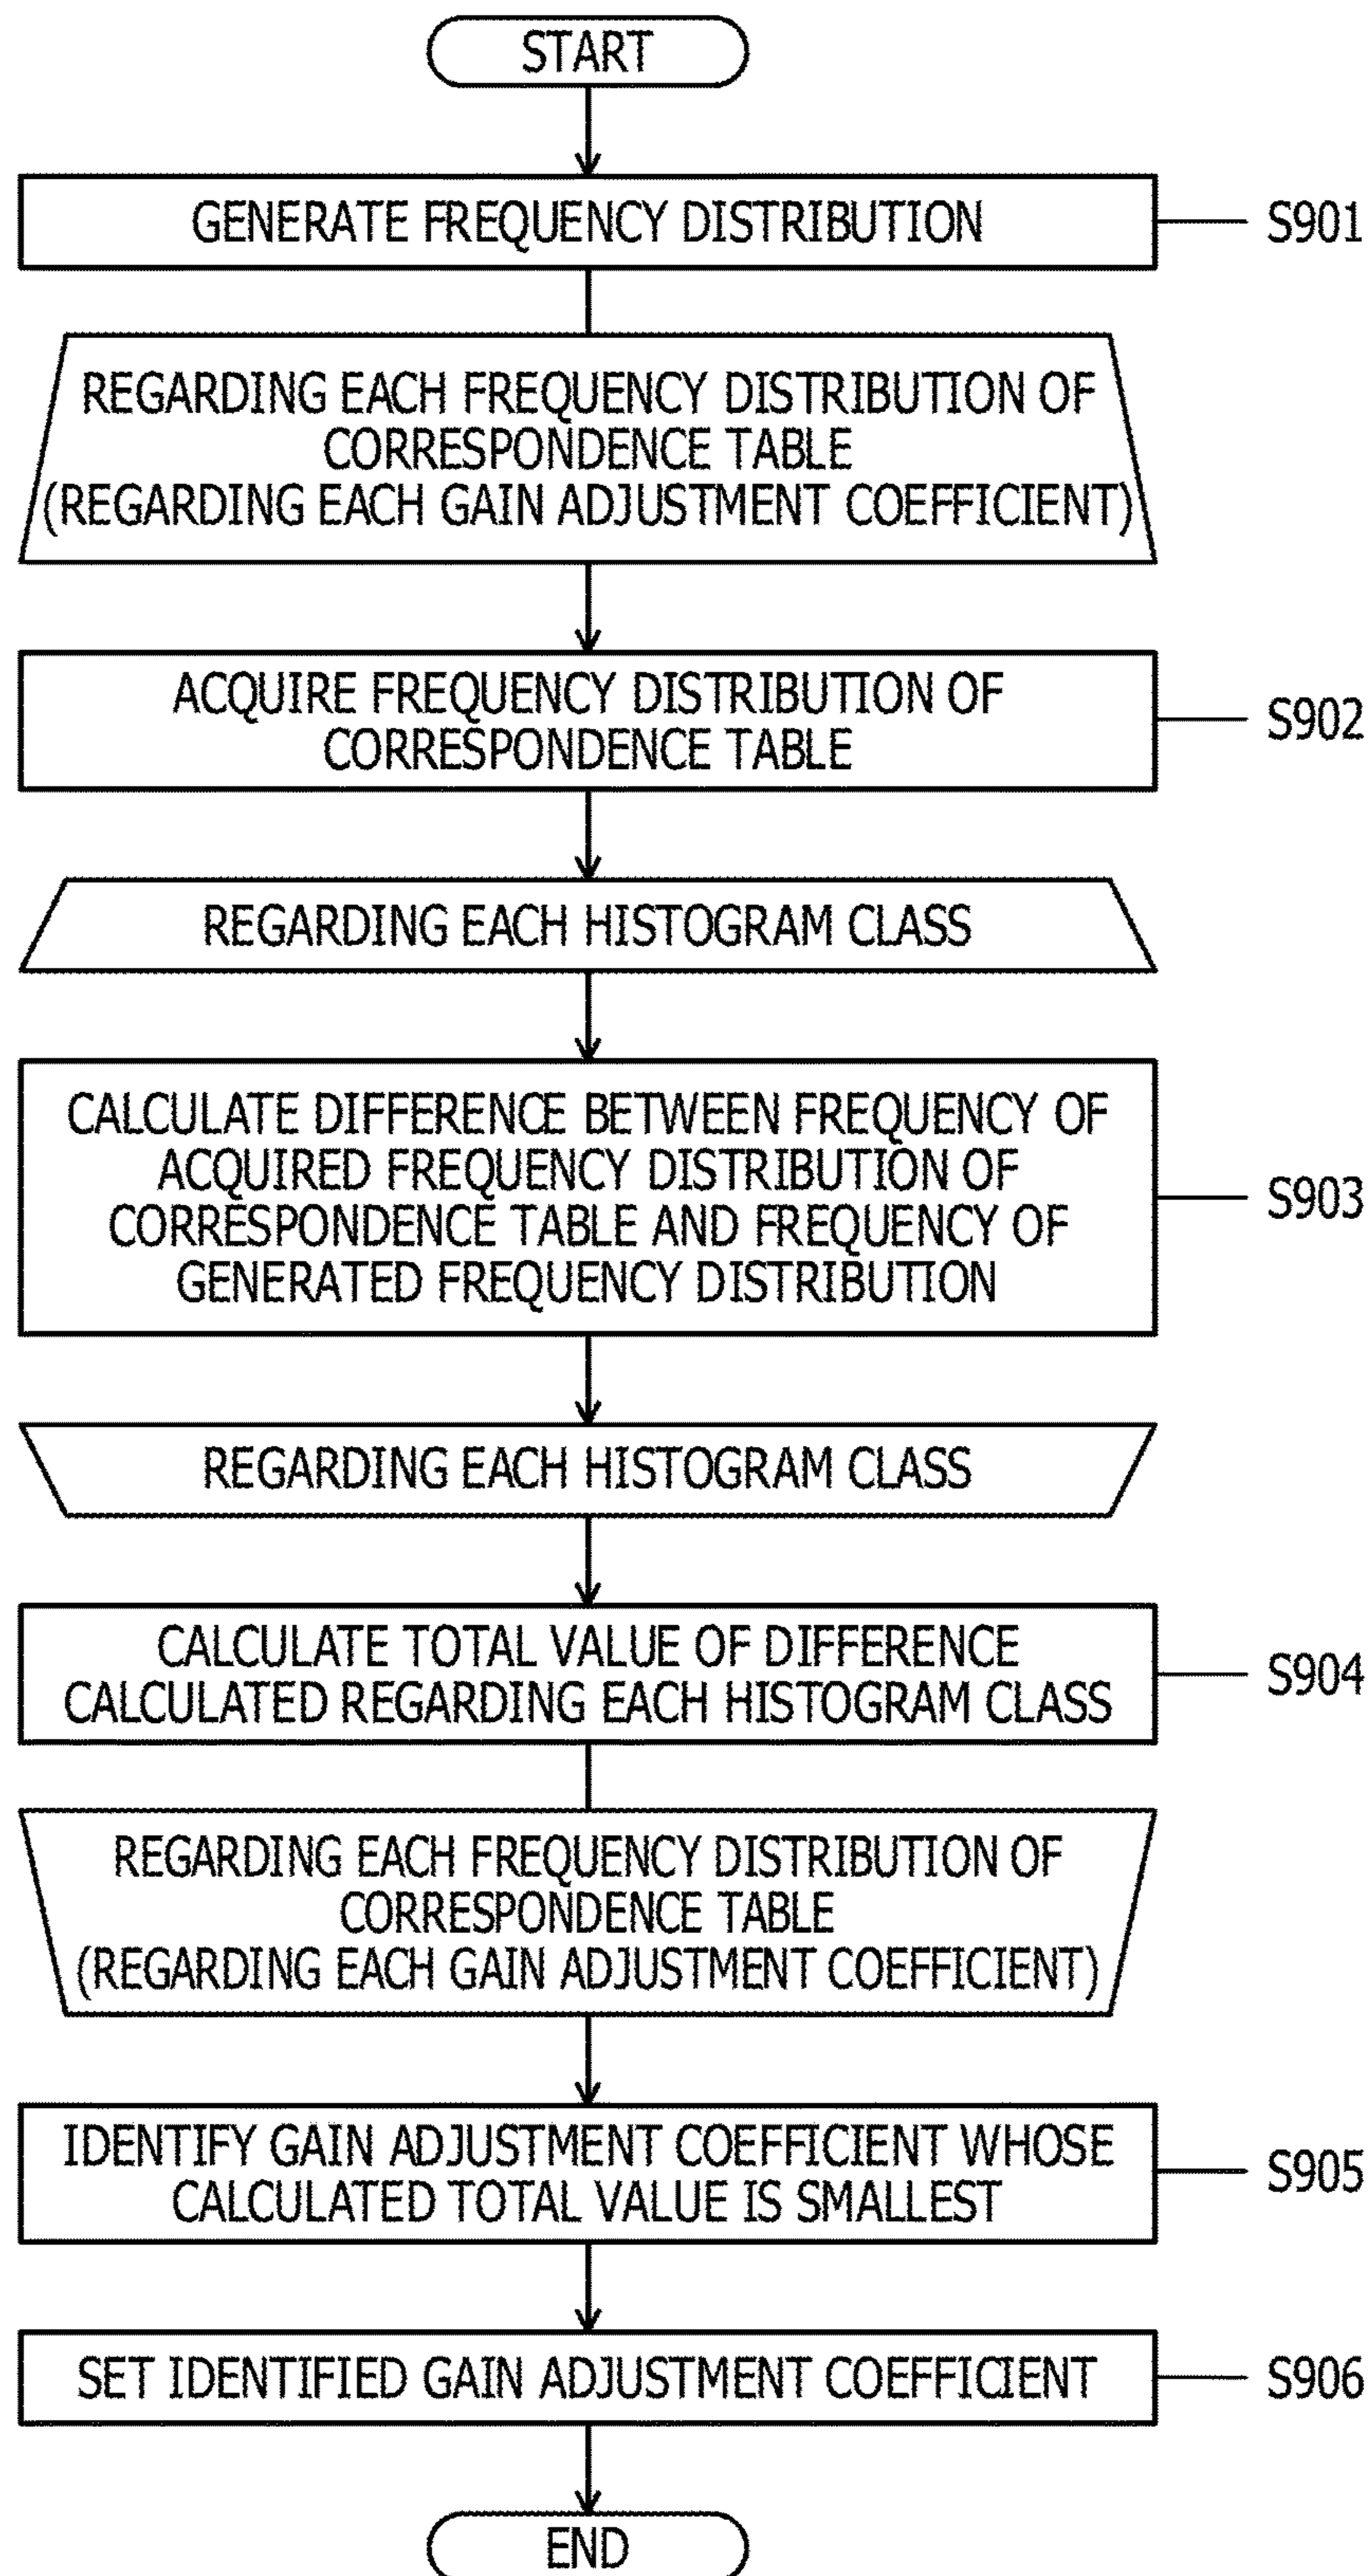 START
GENERATE FREQUENCY DISTRIBUTION
S901
REGARDING EACH FREQUENCY DISTRIBUTION OF
CORRESPONDENCE TABLE
(REGARDING EACH GAIN ADJUSTMENT COEFFICIENT)
ACQUIRE FREQUENCY DISTRIBUTION OF
CORRESPONDENCE TABLE
S902
REGARDING EACH HISTOGRAM CLASS
CALCULATE DIFFERENCE BETWEEN FREQUENCY OF
ACQUIRED FREQUENCY DISTRIBUTION OF
CORRESPONDENCE TABLE AND FREQUENCY OF
GENERATED FREQUENCY DISTRIBUTION
S903
REGARDING EACH HISTOGRAM CLASS
CALCULATE TOTAL VALUE OF DIFFERENCE
CALCULATED REGARDING EACH HISTOGRAM CLASS
S904
REGARDING EACH FREQUENCY DISTRIBUTION OF
CORRESPONDENCE TABLE
(REGARDING EACH GAIN ADJUSTMENT COEFFICIENT)
IDENTIFY GAIN ADJUSTMENT COEFFICIENT WHOSE
CALCULATED TOTAL VALUE IS SMALLEST
S905
SET IDENTIFIED GAIN ADJUSTMENT COEFFICIENT
S906
END